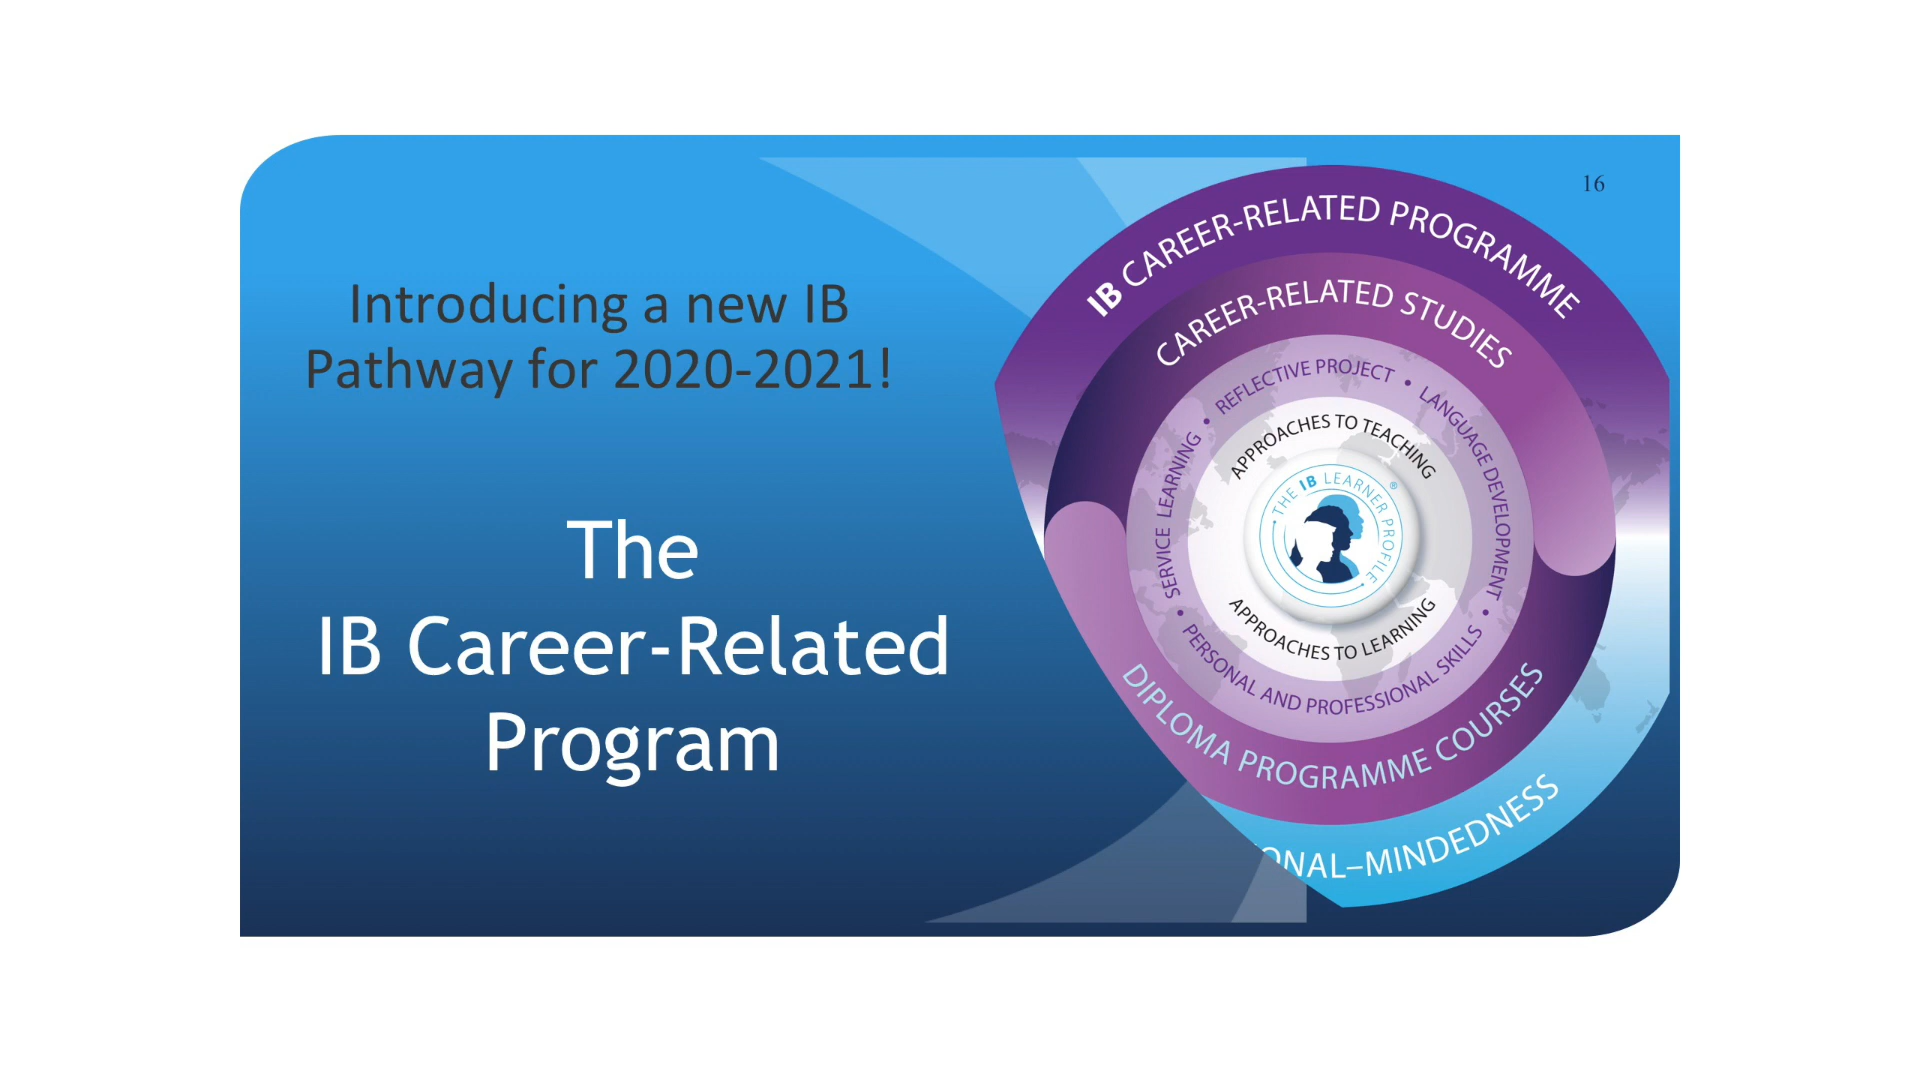 16
Introducing a new IB
Pathway for 2020-2021!
The
IB Career-Related
Program
IB CAREER-RELATED PROGRAMME
CAREER-RELATED STUDIES
SERVICE LEARNING • REFLECTIVE PROJECT • LANGUAGE DEVELOPMENT •
• PERSONAL AND PROFESSIONAL SKILLS
APPROACHES TO TEACHING
THE IB LEARNER PROFILE ®
APPROACHES TO LEARNING
DIPLOMA PROGRAMME COURSES
ONAL–MINDEDNESS